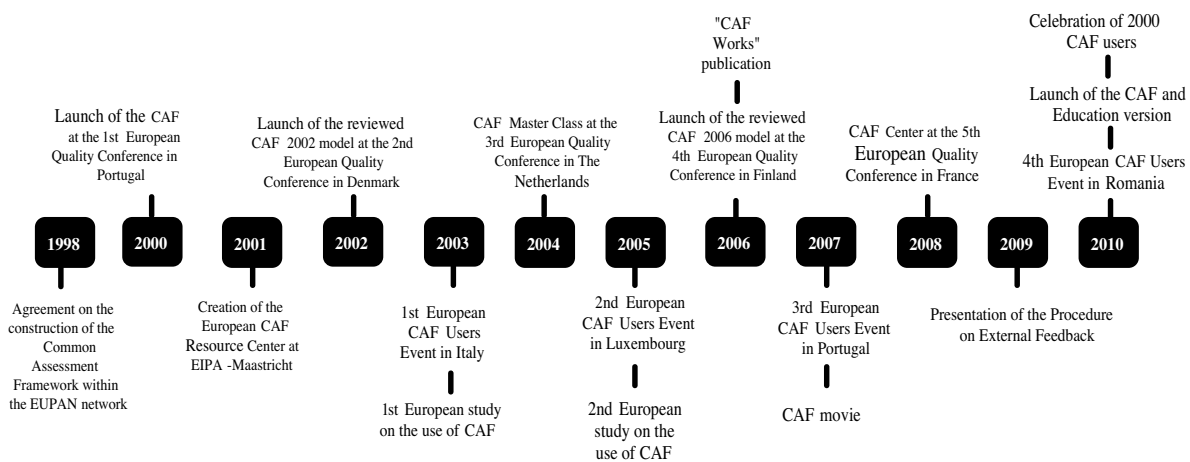 "CAF
Works"
publication
Celebration of 2000
CAF users
Launch of the CAF
at the 1st European
Quality Conference in
Portugal
Launch of the reviewed
CAF 2002 model at the 2nd
European Quality
Conference in Denmark
CAF Master Class at the
3rd European Quality
Conference in The
Netherlands
Launch of the reviewed
CAF 2006 model at the
4th European Quality
Conference in Finland
CAF Center at the 5th
European Quality
Conference in France
Launch of the CAF and
Education version
4th European CAF Users
Event in Romania
1998
2000
2001
2002
2003
2004
2005
2006
2007
2008
2009
2010
Agreement on the
construction of the
Common
Assessment
Framework within
the EUPAN network
Creation of the
European CAF
Resource Center at
EIPA -Maastricht
1st European
CAF Users
Event in Italy
1st European study
on the use of CAF
2nd European
CAF Users Event
in Luxembourg
2nd European
study on the
use of CAF
3rd European
CAF Users Event
in Portugal
CAF movie
Presentation of the Procedure
on External Feedback